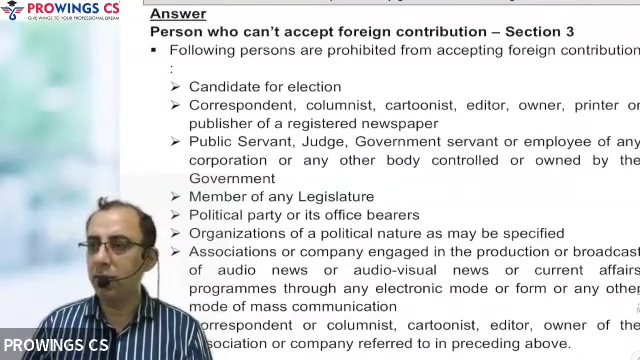 PROWINGS CS
GIVE WINGS TO YOUR PROFESSIONAL DREAM
Answer
Person who can't accept foreign contribution – Section 3
▪ Following persons are prohibited from accepting foreign contribution
:
➢ Candidate for election
➢ Correspondent, columnist, cartoonist, editor, owner, printer or
publisher of a registered newspaper
➢ Public Servant, Judge, Government servant or employee of any
corporation or any other body controlled or owned by the
Government
➢ Member of any Legislature
➢ Political party or its office bearers
➢ Organizations of a political nature as may be specified
➢ Associations or company engaged in the production or broadcast
of audio news or audio-visual news or current affairs
programmes through any electronic mode or form or any other
mode of mass communication
orrespondent or columnist, cartoonist, editor, owner of the
ssociation or company referred to in preceding above.
PROWINGS CS